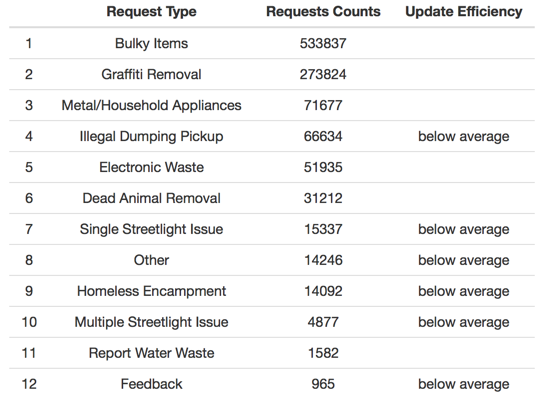 Request Type Requests Counts Update Efficiency
1 Bulky Items 533837
2 Graffiti Removal 273824
3 Metal/Household Appliances 71677
4 Illegal Dumping Pickup 66634 below average
5 Electronic Waste 51935
6 Dead Animal Removal 31212
7 Single Streetlight Issue 15337 below average
8 Other 14246 below average
9 Homeless Encampment 14092 below average
10 Multiple Streetlight Issue 4877 below average
11 Report Water Waste 1582
12 Feedback 965 below average